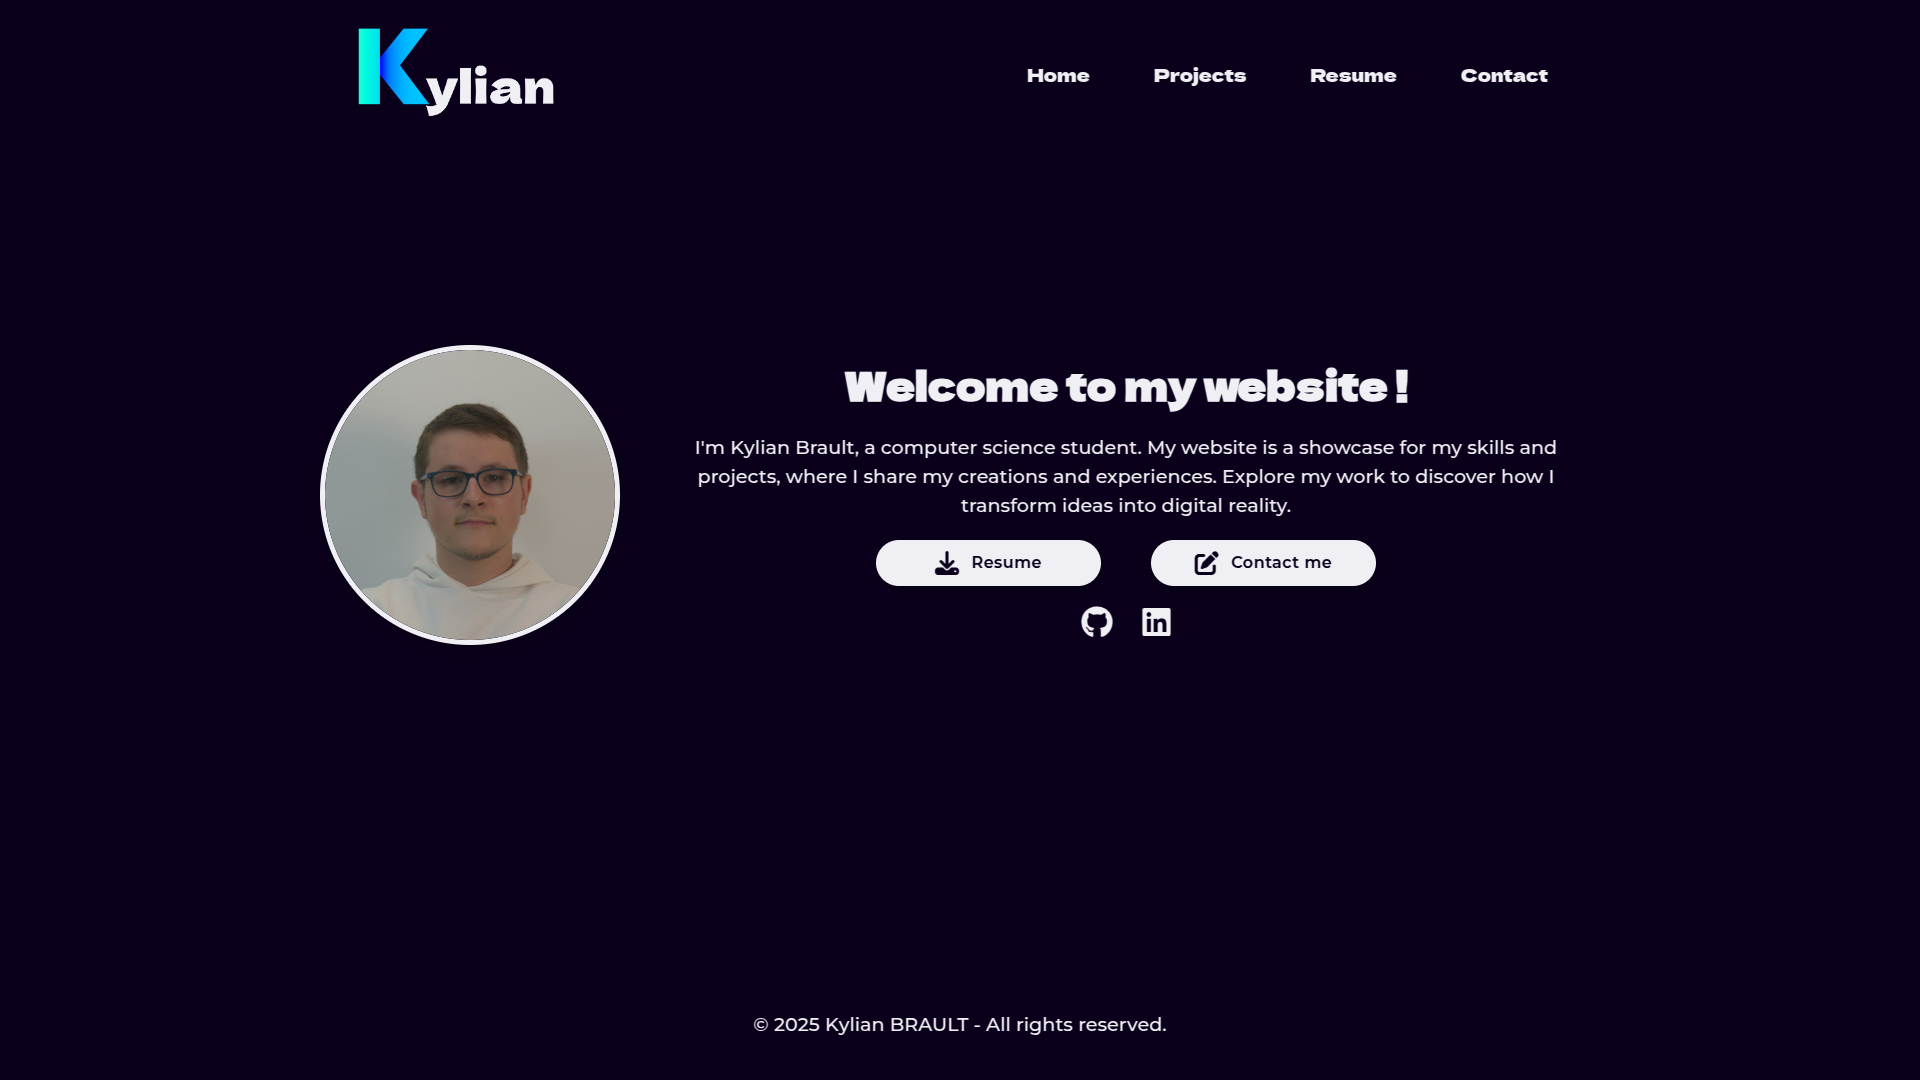 Kylian
Home
Projects
Resume
Contact
Welcome to my website !
I'm Kylian Brault, a computer science student. My website is a showcase for my skills and
projects, where I share my creations and experiences. Explore my work to discover how I
transform ideas into digital reality.
Resume
Contact me
in
© 2025 Kylian BRAULT - All rights reserved.